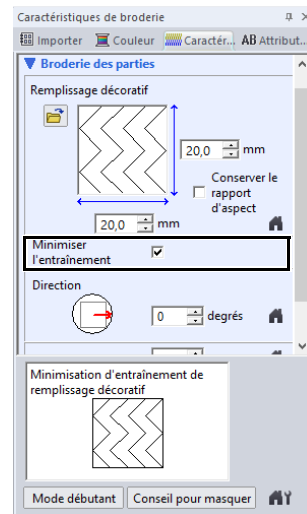 Caractéristiques de broderie
Importer Couleur Caractér... AB Attribut...
Broderie des parties
Remplissage décoratif
20,0 mm
Conserver le
rapport
d'aspect
20,0 mm
Minimiser
l'entraînement
Direction
0 degrés
Minimisation d'entraînement de
remplissage décoratif
Mode débutant Conseil pour masquer